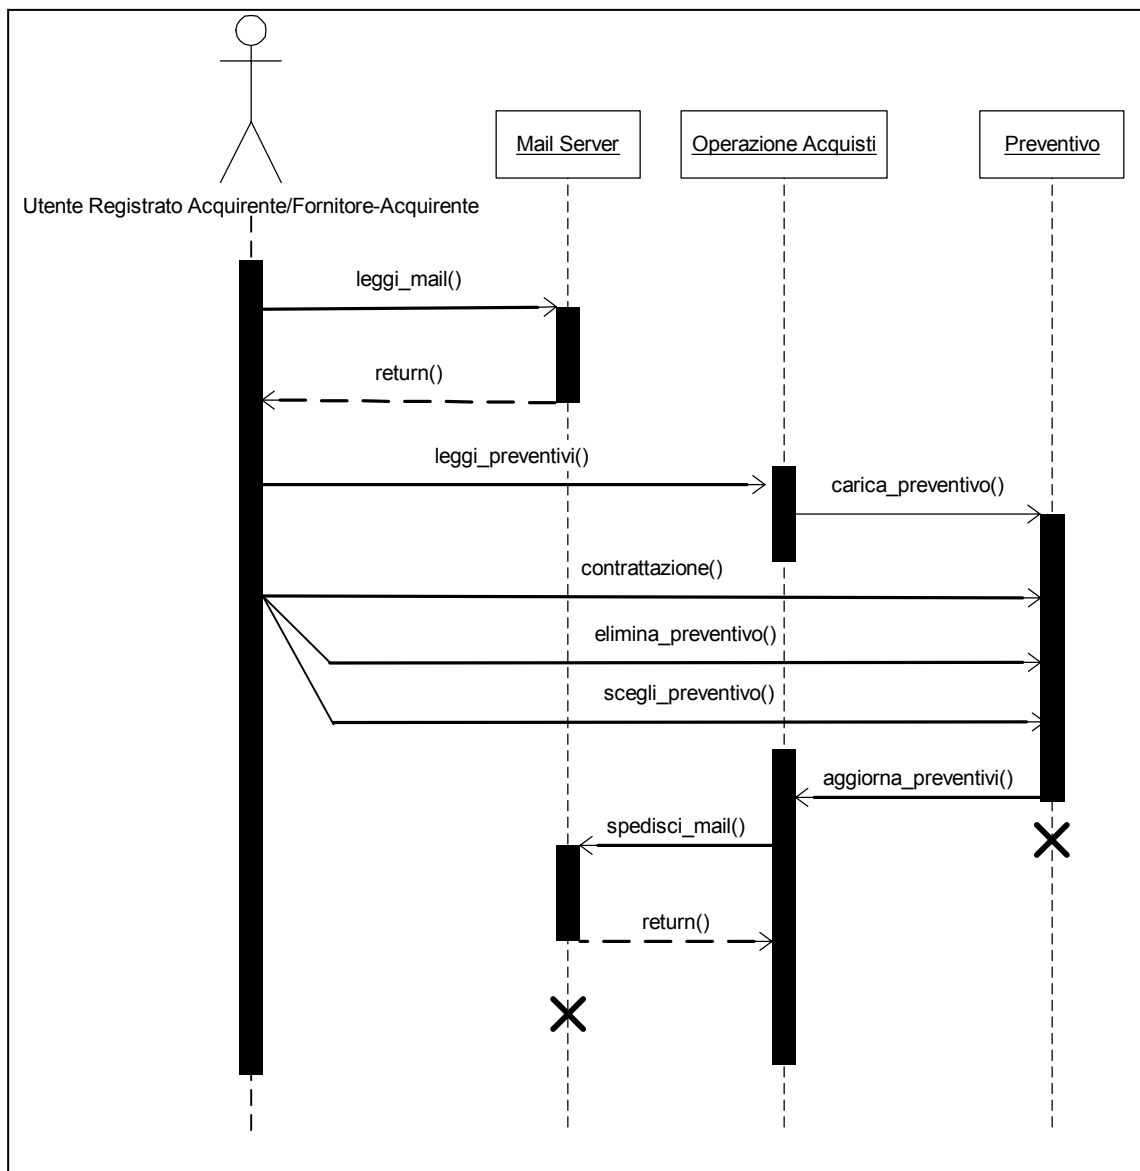 Mail Server
Operazione Acquisti
Preventivo
Utente Registrato Acquirente/Fornitore-Acquirente
leggi_mail()
return()
leggi_preventivi()
carica_preventivo()
contrattazione()
elimina_preventivo()
scegli_preventivo()
aggiorna_preventivi()
spedisci_mail()
return()